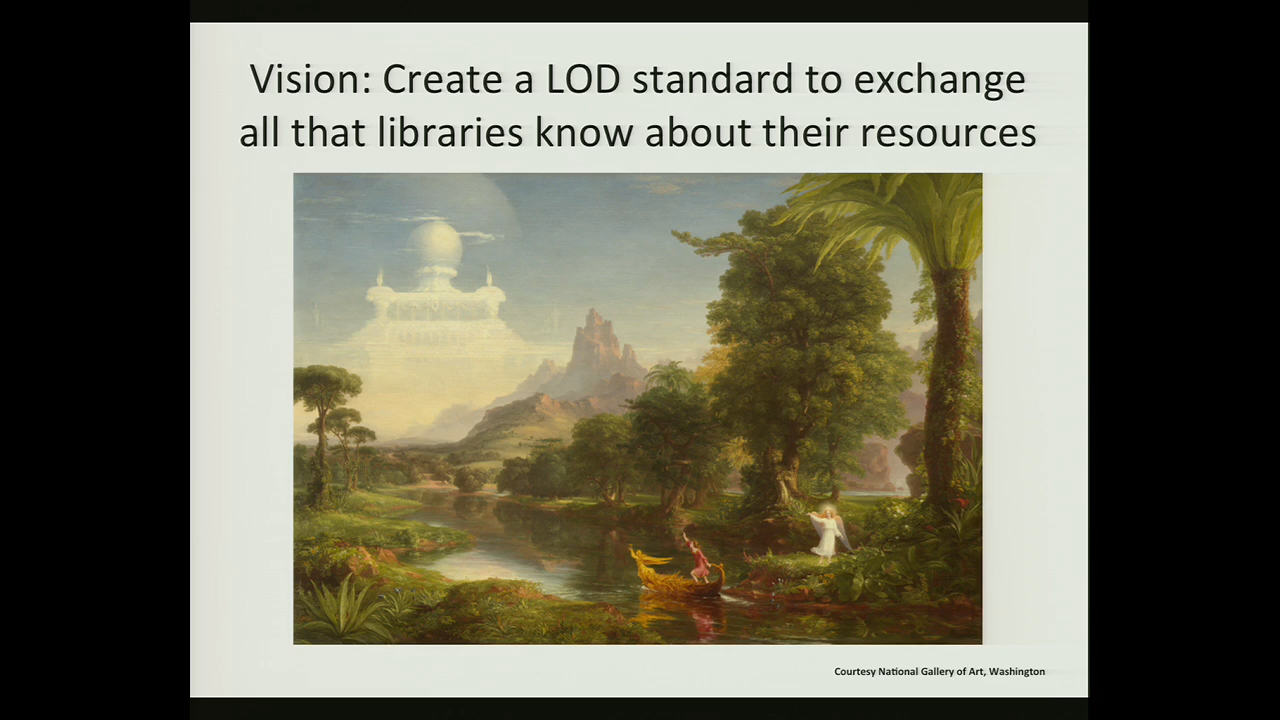 Vision: Create a LOD standard to exchange
all that libraries know about their resources
Courtesy National Gallery of Art, Washington